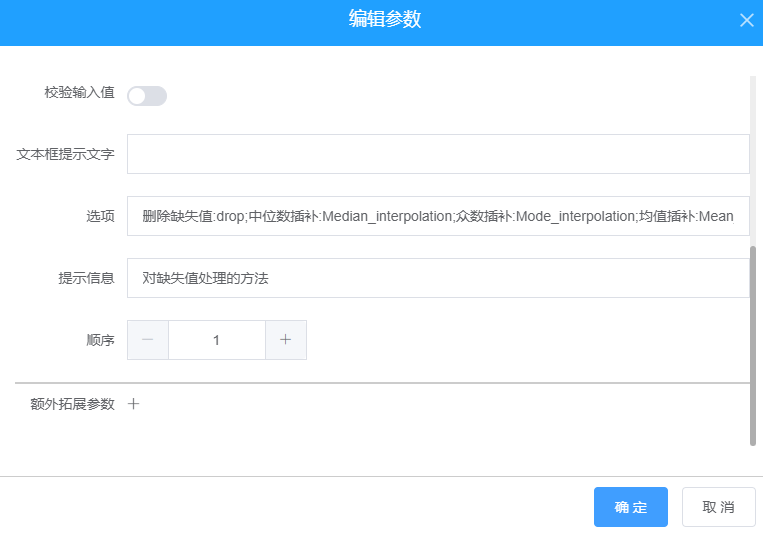 编辑参数
校验输入值
文本框提示文字
选项 删除缺失值:drop;中位数插补:Median_interpolation;众数插补:Mode_interpolation;均值插补:Mean
提示信息 对缺失值处理的方法
顺序 1
额外拓展参数
确 定 取 消